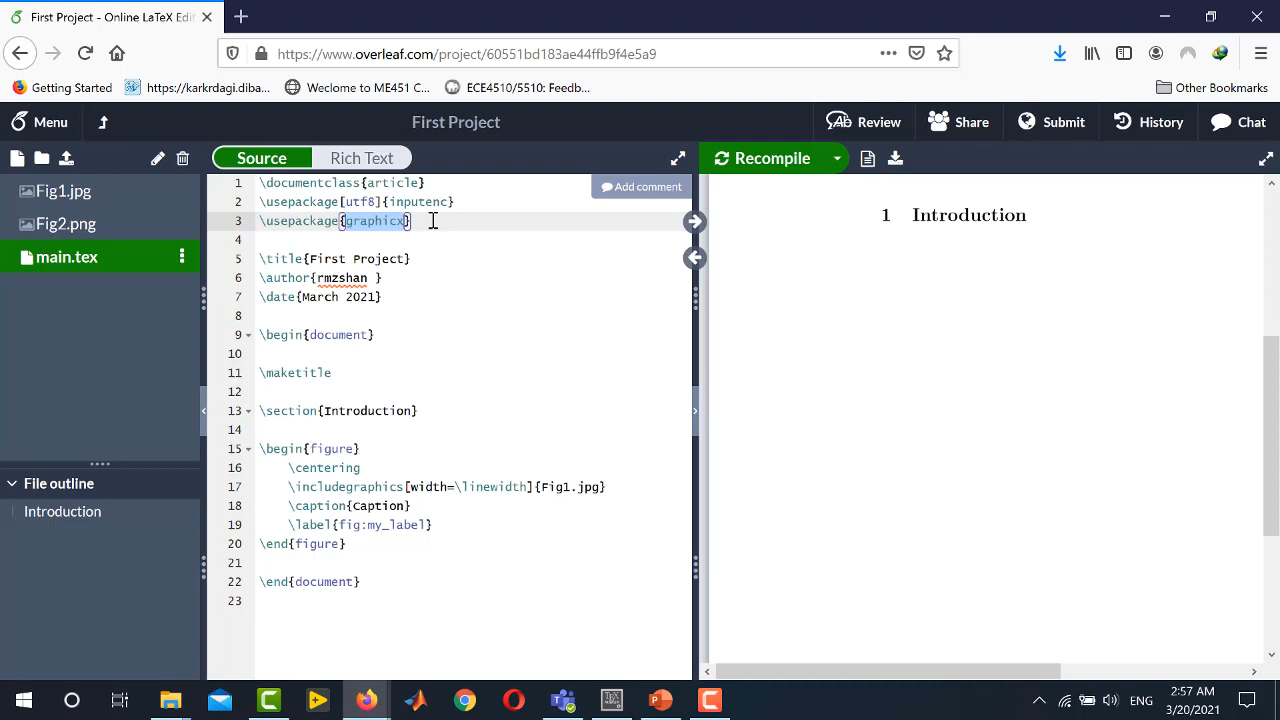 First Project - Online LaTeX Edit
https://www.overleaf.com/project/60551bd183ae44ffb9f4e5a9
Getting Started
https://karkrdagi.diba...
Weclome to ME451 C...
ECE4510/5510: Feedb...
Other Bookmarks
Menu
First Project
Review
Share
Submit
History
Chat
Source
Rich Text
Recompile
Fig1.jpg
Fig2.png
main.tex
File outline
Introduction
Add comment
1 \documentclass{article}
2 \usepackage[utf8]{inputenc}
3 \usepackage{graphicx}
4
5 \title{First Project}
6 \author{rmzshan }
7 \date{March 2021}
8
9 \begin{document}
10
11 \maketitle
12
13 \section{Introduction}
14
15 \begin{figure}
16 \centering
17 \includegraphics[width=\linewidth]{Fig1.jpg}
18 \caption{Caption}
19 \label{fig:my_label}
20 \end{figure}
21
22 \end{document}
23
1 Introduction
ENG
2:57 AM
3/20/2021